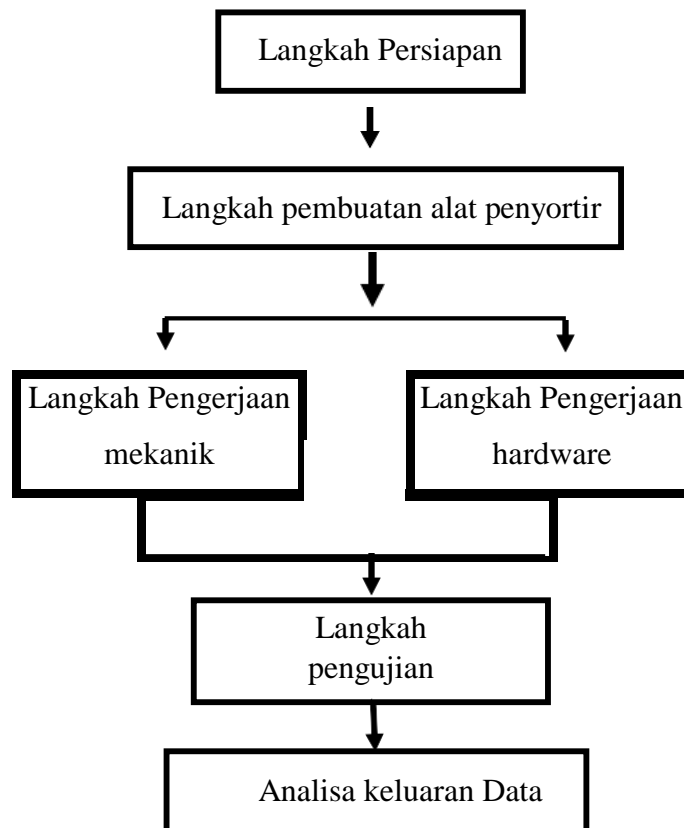 Langkah Persiapan
Langkah pembuatan alat penyortir
Langkah Pengerjaan
mekanik
Langkah Pengerjaan
hardware
Langkah
pengujian
Analisa keluaran Data